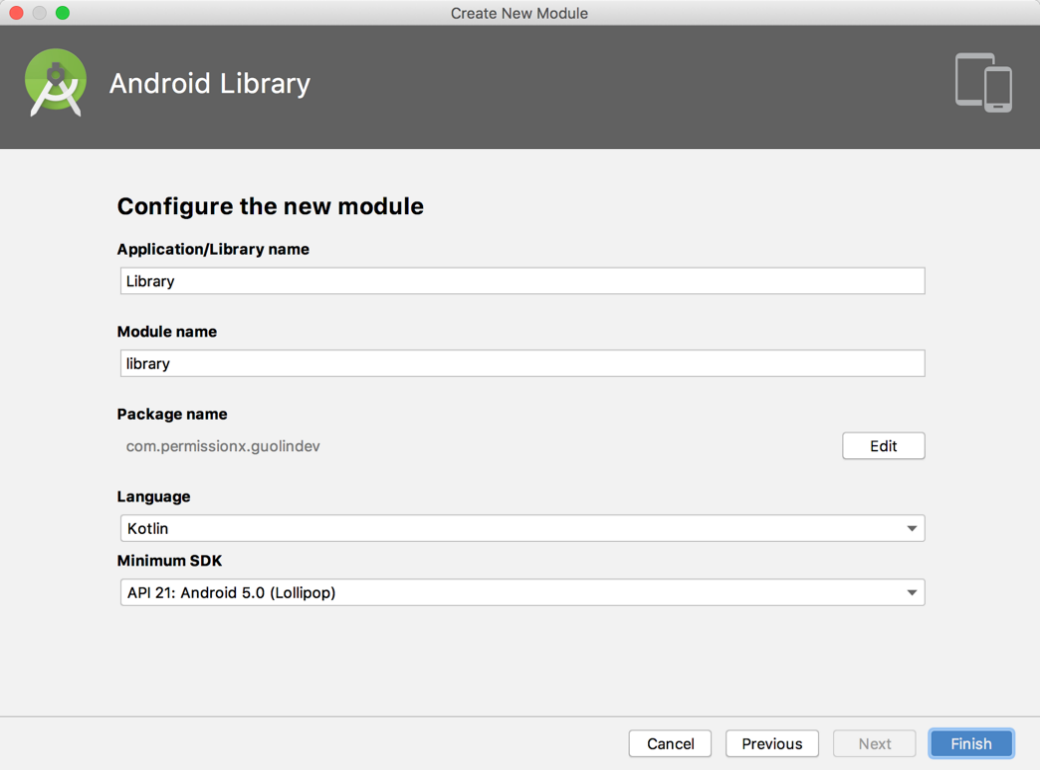 Create New Module
Android Library
Configure the new module
Application/Library name
Library
Module name
library
Package name
com.permissionx.guolindev
Edit
Language
Kotlin
Minimum SDK
API 21: Android 5.0 (Lollipop)
Cancel
Previous
Next
Finish